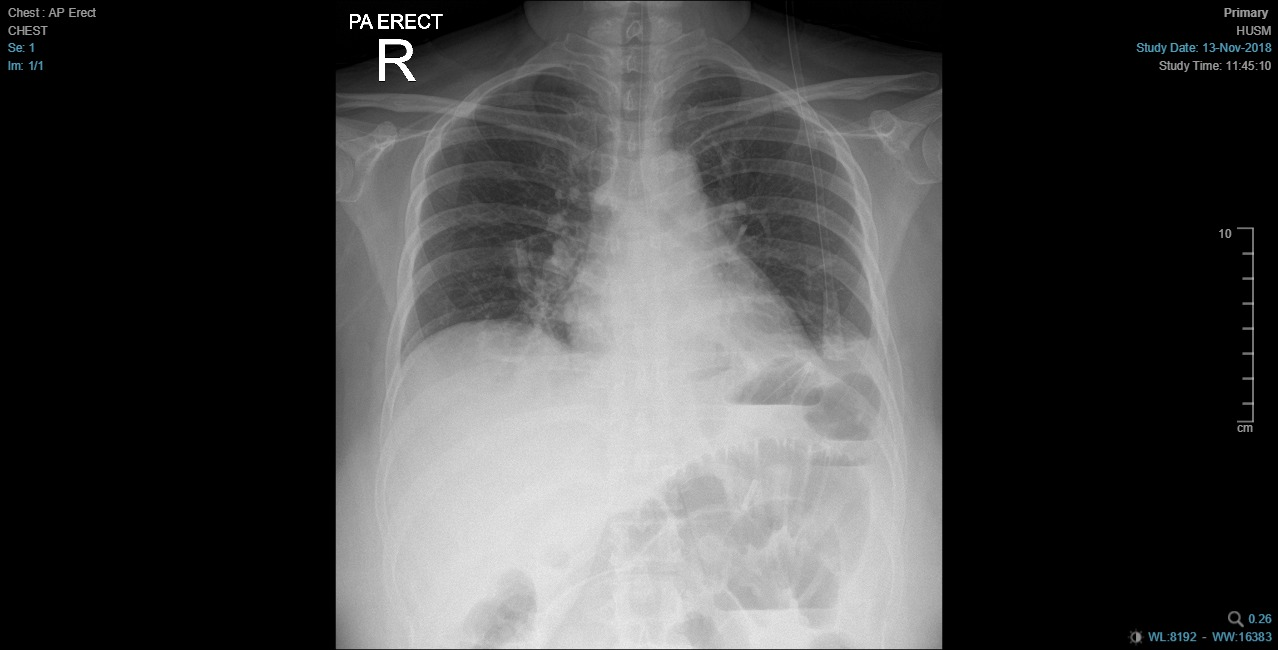 Chest : AP Erect
CHEST
Se: 1
Im: 1/1
PA ERECT
R
Primary
HUSM
Study Date: 13-Nov-2018
Study Time: 11:45:10
10
cm
0.26
WL:8192 - WW:16383